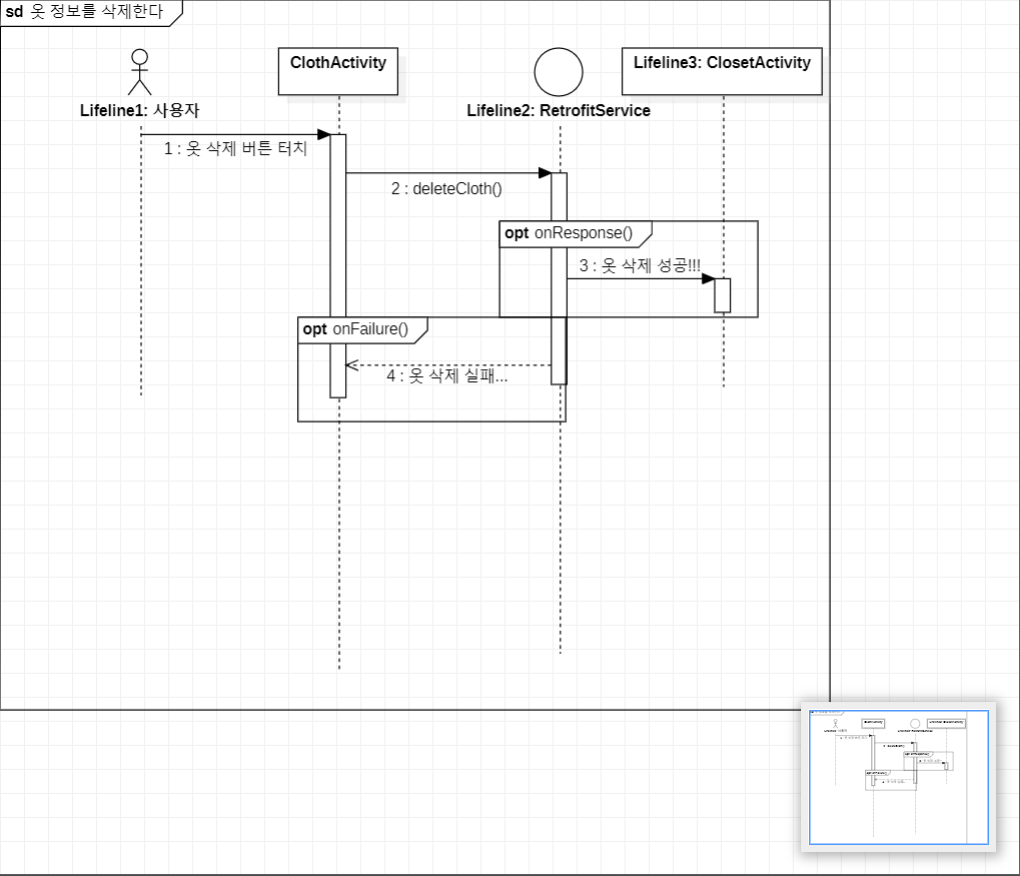 sd 옷 정보를 삭제한다
ClothActivity
Lifeline3: ClosetActivity
Lifeline1: 사용자
Lifeline2: RetrofitService
1 : 옷 삭제 버튼 터치
2 : deleteCloth()
opt onResponse()
3 : 옷 삭제 성공!!!
opt onFailure()
4 : 옷 삭제 실패...